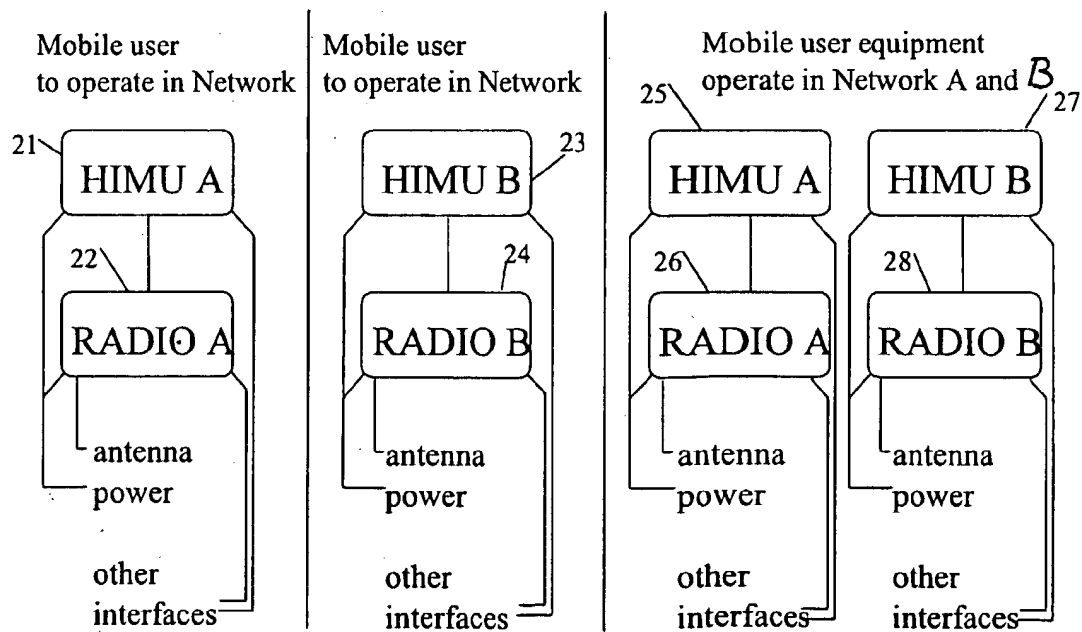 Mobile user
to operate in Network
21
HIMU A
22
RADIO A
antenna
power
other
interfaces
Mobile user
to operate in Network
23
HIMU B
24
RADIO B
antenna
power
other
interfaces
Mobile user equipment
operate in Network A and B
25
27
HIMU A
HIMU B
26
28
RADIO A
RADIO B
antenna
antenna
power
power
other
other
interfaces
interfaces